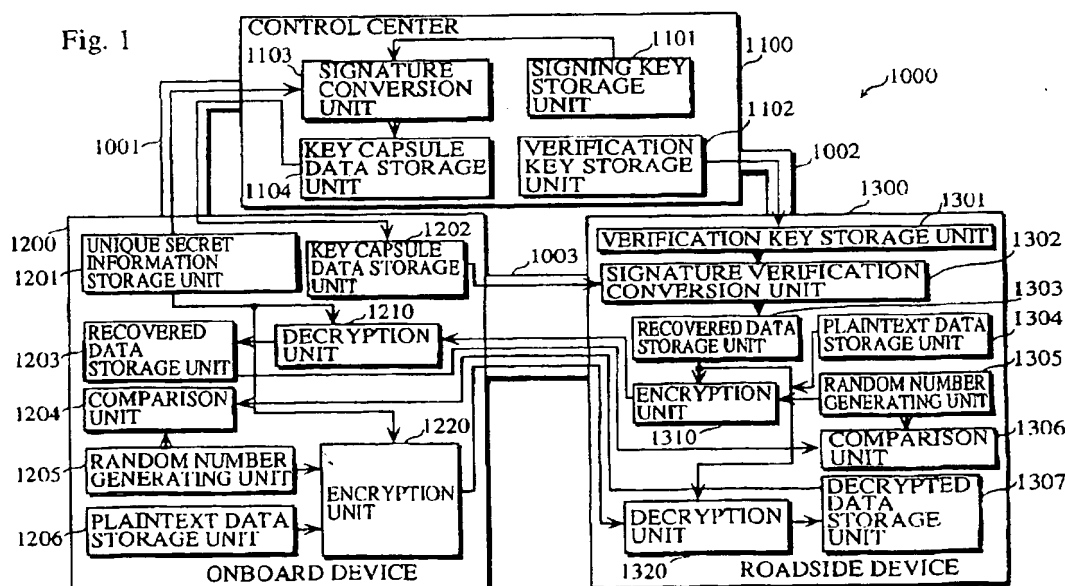 Fig. 1
CONTROL CENTER
1103
SIGNATURE
CONVERSION
UNIT
1101
SIGNING KEY
STORAGE
UNIT
1100
1000
1102
1001
KEY CAPSULE
DATA STORAGE
UNIT
1104
VERIFICATION
KEY STORAGE
UNIT
1002
1300
1200
UNIQUE SECRET
INFORMATION
STORAGE UNIT
1201
1202
KEY CAPSULE
DATA STORAGE
UNIT
1003
1301
VERIFICATION KEY STORAGE UNIT
1302
SIGNATURE VERIFICATION
CONVERSION UNIT
1303
1210
DECRYPTION
UNIT
RECOVERED
DATA
STORAGE UNIT
1203
RECOVERED DATA
STORAGE UNIT
PLAINTEXT DATA
STORAGE UNIT
1304
1305
1204
COMPARISON
UNIT
ENCRYPTION
UNIT
1310
RANDOM NUMBER
GENERATING UNIT
1220
COMPARISON
UNIT
1306
1205
RANDOM NUMBER
GENERATING UNIT
ENCRYPTION
UNIT
DECRYPTED
DATA
STORAGE
UNIT
1307
1206
PLAINTEXT DATA
STORAGE UNIT
DECRYPTION
UNIT
1320
ONBOARD DEVICE
ROADSIDE DEVICE